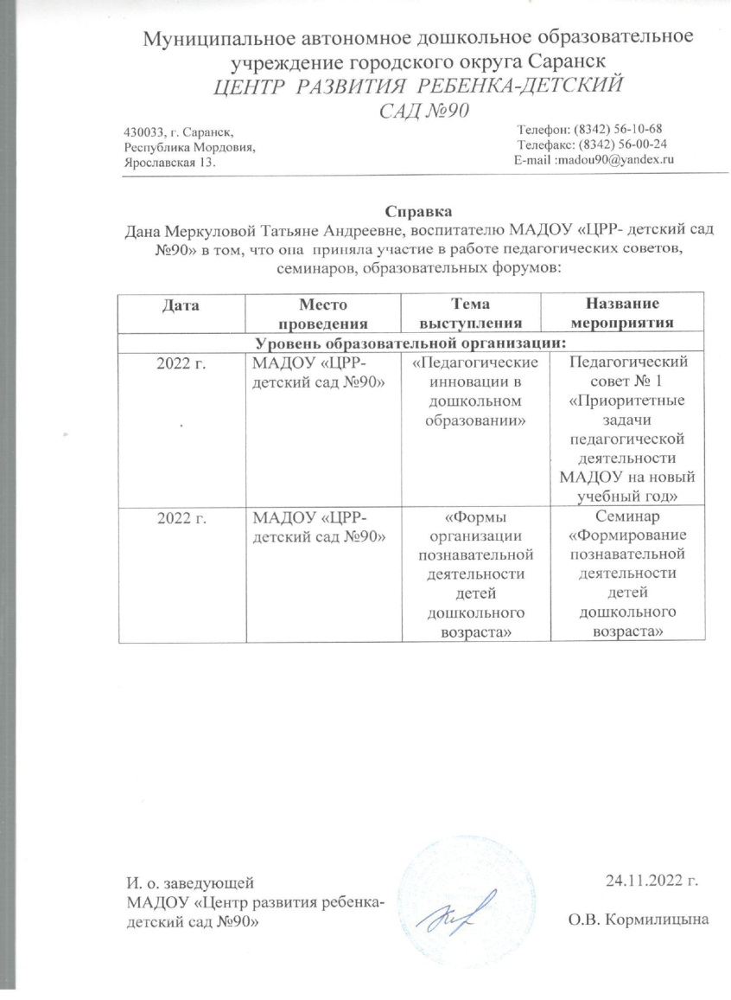 Муниципальное автономное дошкольное образовательное
учреждение городского округа Саранск
ЦЕНТР РАЗВИТИЯ РЕБЕНКА-ДЕТСКИЙ
САД №90
430033, г. Саранск,
Республика Мордовия,
Ярославская 13.
Телефон: (8342) 56-10-68
Телефакс: (8342) 56-00-24
E-mail :madou90@yandex.ru
Справка
Дана Меркуловой Татьяне Андреевне, воспитателю МАДОУ «ЦРР- детский сад
№90» в том, что она приняла участие в работе педагогических советов,
семинаров, образовательных форумов:
Дата
Место
проведения
Тема
выступления
Название
мероприятия
Уровень образовательной организации:
2022 г.
МАДОУ «ЦРР-
детский сад №90»
«Педагогические
инновации в
дошкольном
образовании»
Педагогический
совет № 1
«Приоритетные
задачи
педагогической
деятельности
МАДОУ на новый
учебный год»
2022 г.
МАДОУ «ЦРР-
детский сад №90»
«Формы
организации
познавательной
деятельности
детей
дошкольного
возраста»
Семинар
«Формирование
познавательной
деятельности
детей
дошкольного
возраста»
И. о. заведующей
МАДОУ «Центр развития ребенка-
детский сад №90»
24.11.2022 г.
О.В. Кормилицына